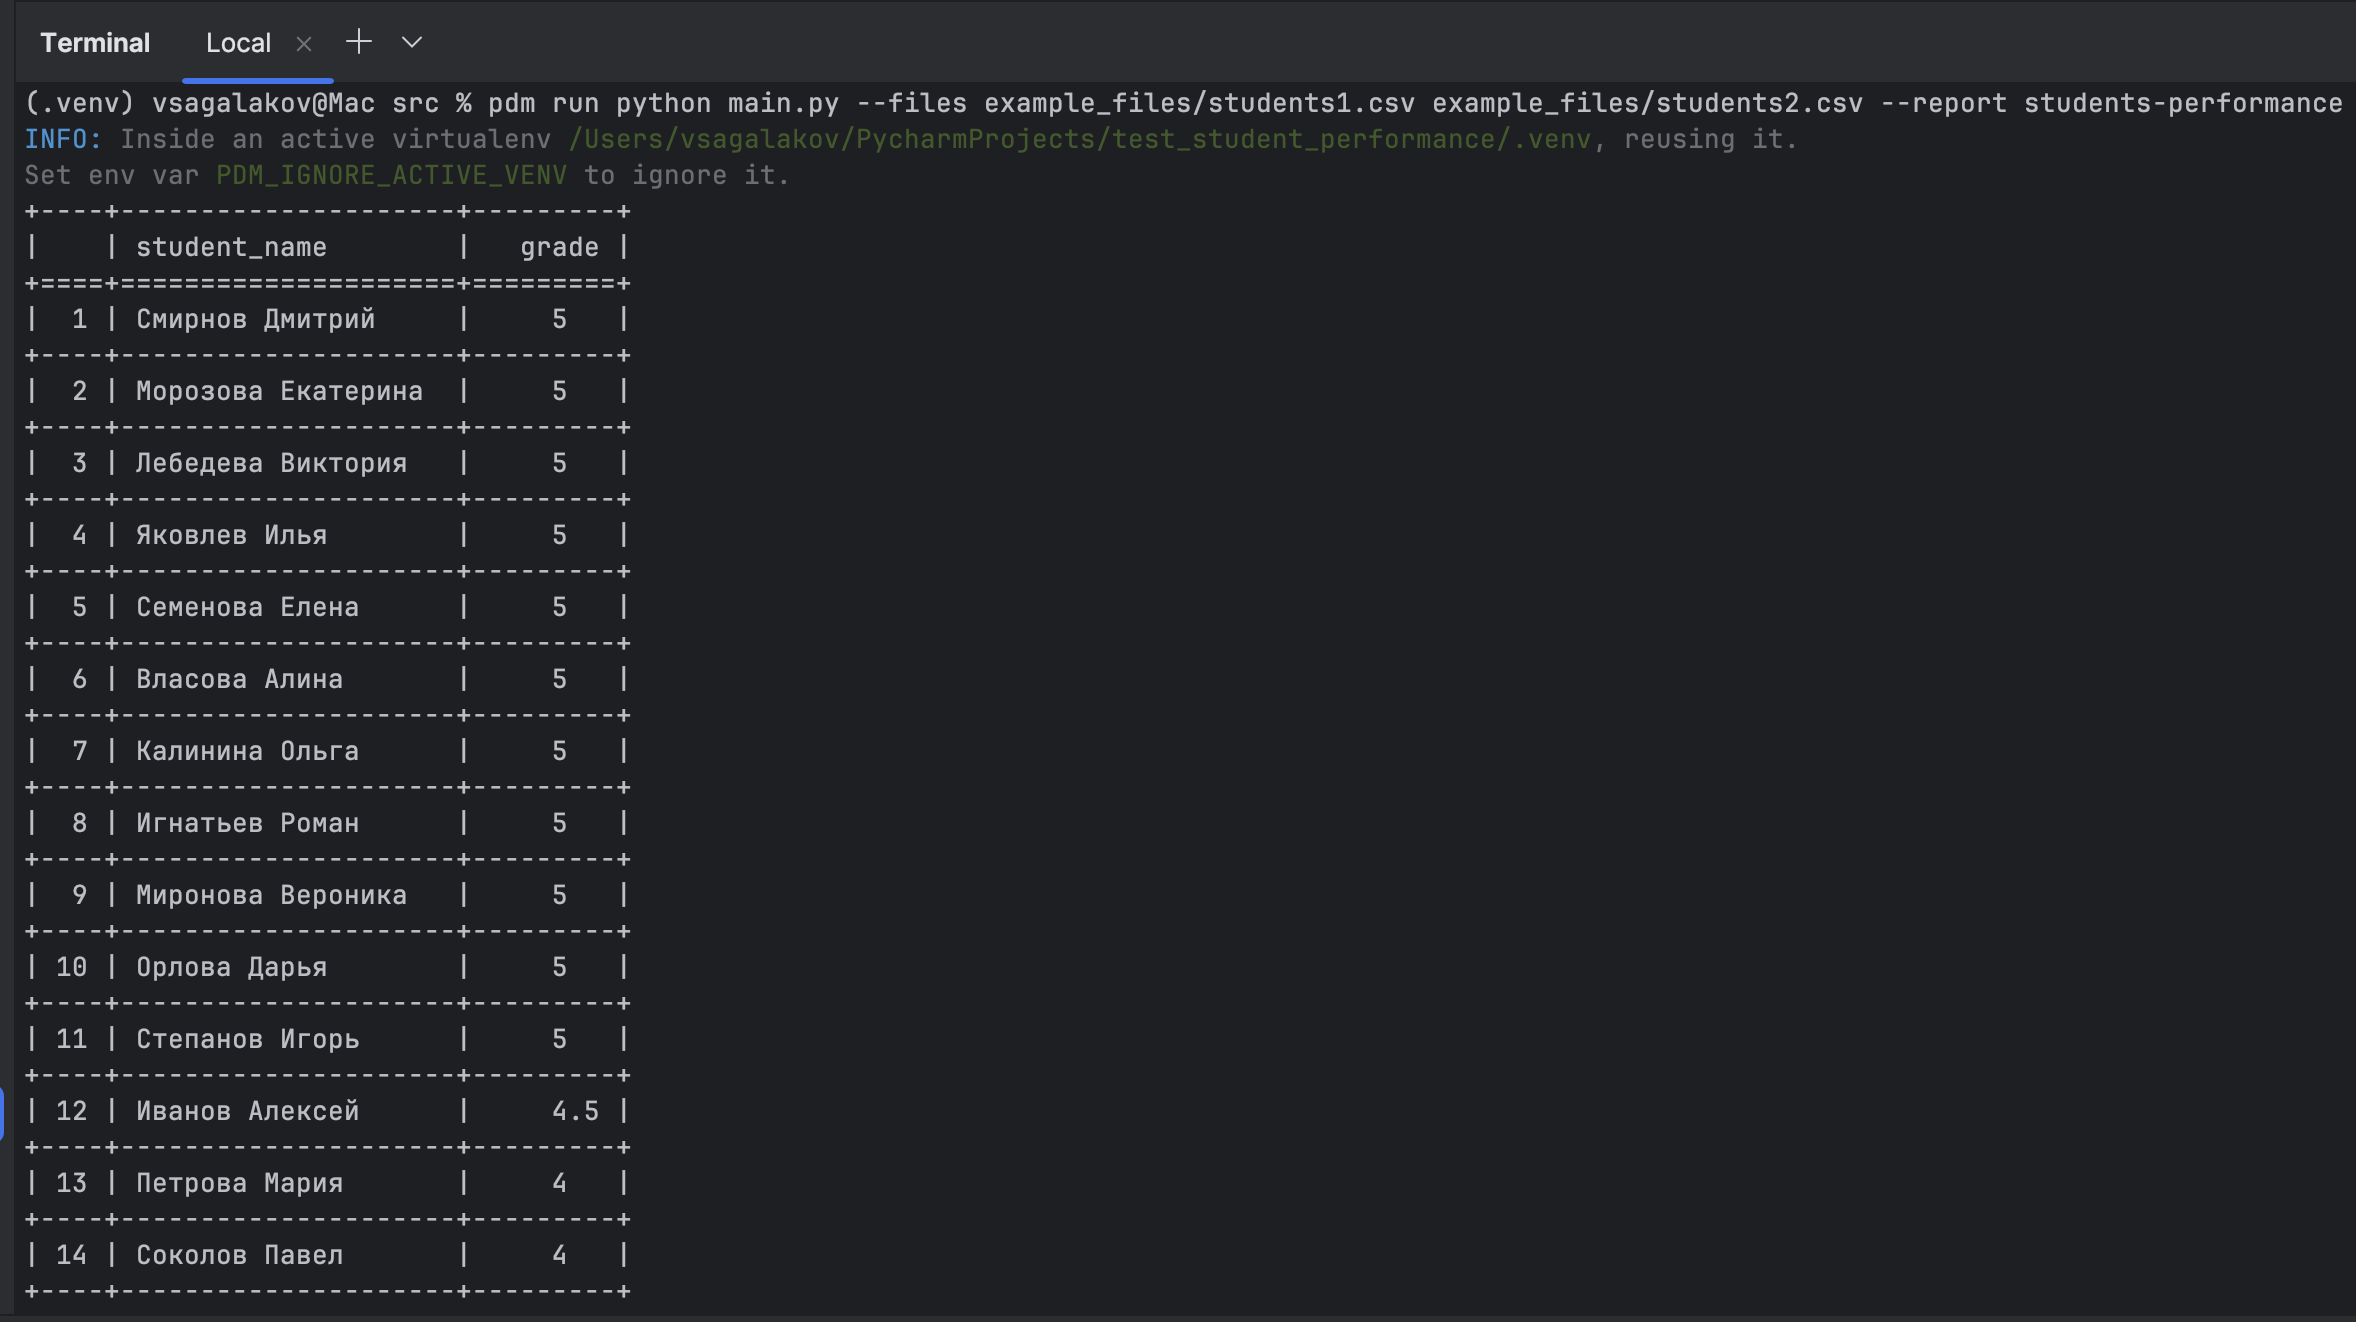 Terminal Local
(.venv) vsagalakov@Mac src % pdm run python main.py --files example_files/students1.csv example_files/students2.csv --report students-performance
INFO: Inside an active virtualenv /Users/vsagalakov/PycharmProjects/test_student_performance/.venv, reusing it.
Set env var PDM_IGNORE_ACTIVE_VENV to ignore it.
+----+---------------------+---------+
|    | student_name        |   grade |
+====+=====================+=========+
|  1 | Смирнов Дмитрий     |     5   |
+----+---------------------+---------+
|  2 | Морозова Екатерина  |     5   |
+----+---------------------+---------+
|  3 | Лебедева Виктория   |     5   |
+----+---------------------+---------+
|  4 | Яковлев Илья        |     5   |
+----+---------------------+---------+
|  5 | Семенова Елена      |     5   |
+----+---------------------+---------+
|  6 | Власова Алина       |     5   |
+----+---------------------+---------+
|  7 | Калинина Ольга      |     5   |
+----+---------------------+---------+
|  8 | Игнатьев Роман      |     5   |
+----+---------------------+---------+
|  9 | Миронова Вероника   |     5   |
+----+---------------------+---------+
| 10 | Орлова Дарья        |     5   |
+----+---------------------+---------+
| 11 | Степанов Игорь      |     5   |
+----+---------------------+---------+
| 12 | Иванов Алексей      |     4.5 |
+----+---------------------+---------+
| 13 | Петрова Мария       |     4   |
+----+---------------------+---------+
| 14 | Соколов Павел       |     4   |
+----+---------------------+---------+